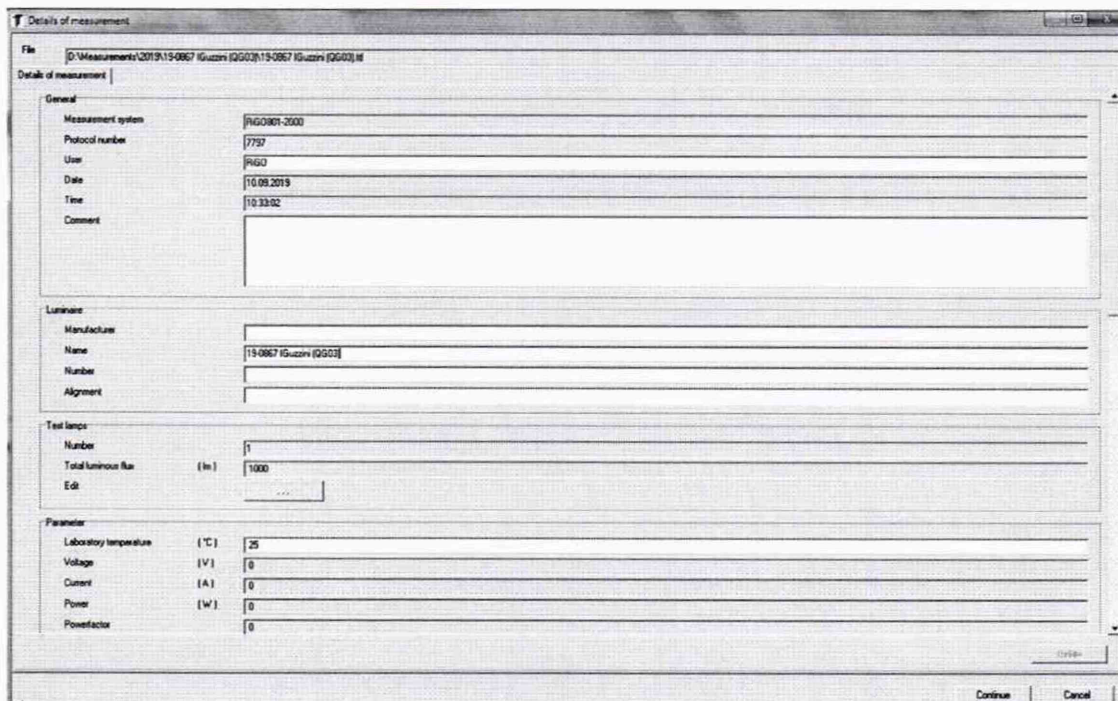 Details of measurement
File D:\Measurements\2019\19-0867 IGuzzini (QG03)\19-0867 IGuzzini (QG03).ttl
Details of measurement
General
Measurement system RiGO801-2000
Protocol number 7797
User RiGO
Date 10.09.2019
Time 10:33:02
Comment
Luminaire
Manufacturer
Name 19-0867 IGuzzini (QG03)
Number
Alignment
Test lamps
Number 1
Total luminous flux (lm) 1000
Edit ...
Parameter
Laboratory temperature (°C) 25
Voltage (V) 0
Current (A) 0
Power (W) 0
Powerfactor 0
Continue Cancel